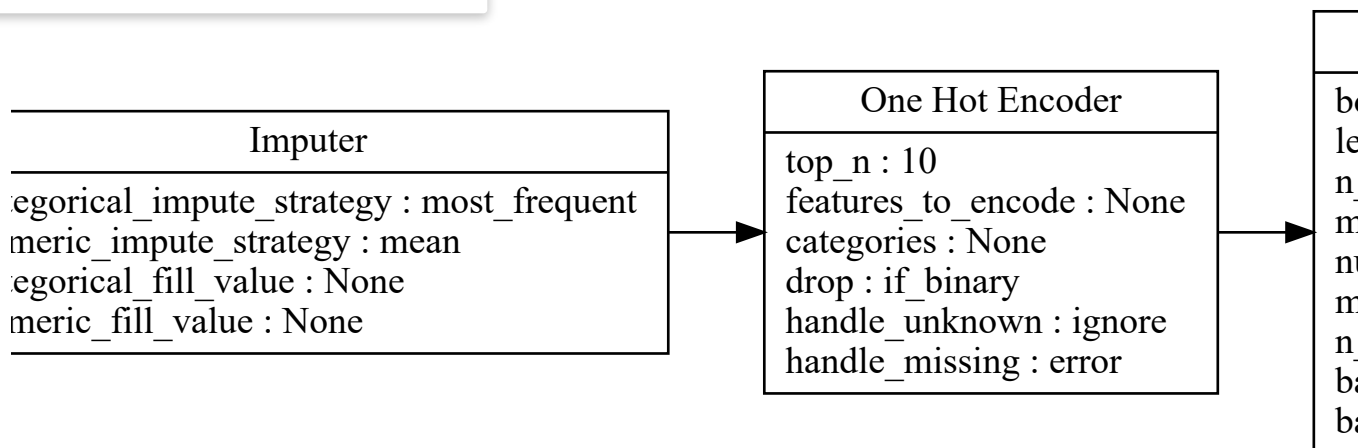 Imputer
egorical_impute_strategy : most_frequent
meric_impute_strategy : mean
egorical_fill_value : None
meric_fill_value : None
One Hot Encoder
top_n : 10
features_to_encode : None
categories : None
drop : if_binary
handle_unknown : ignore
handle_missing : error